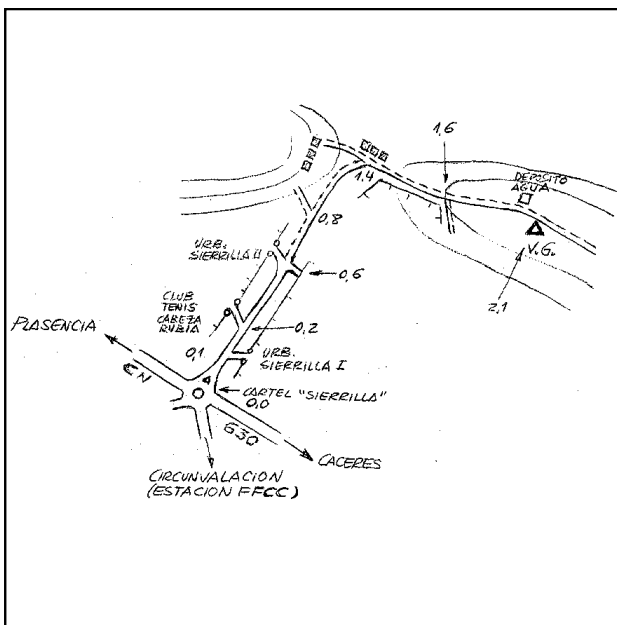 1,6
DEPOSITO
AGUA
1,4
0,8
V.G.
URB.
SIERRILLA II
0,6
2,1
CLUB
TENIS
CABEZA
RUBIA
PLASENCIA
0,2
0,1
URB.
SIERRILLA I
CARTEL "SIERRILLA"
0,0
CN
630
CACERES
CIRCUNVALACION
(ESTACION FFCC)